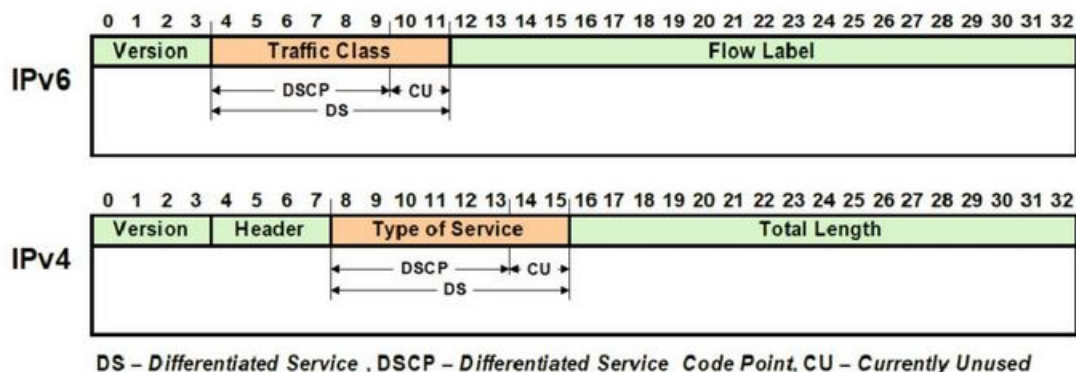 0 1 2 3 4 5 6 7 8 9 10 11 12 13 14 15 16 17 18 19 20 21 22 23 24 25 26 27 28 29 30 31 32
Version Traffic Class Flow Label
IPv6
DSCP CU
DS
0 1 2 3 4 5 6 7 8 9 10 11 12 13 14 15 16 17 18 19 20 21 22 23 24 25 26 27 28 29 30 31 32
Version Header Type of Service Total Length
IPv4
DSCP CU
DS
DS – Differentiated Service , DSCP – Differentiated Service Code Point, CU – Currently Unused